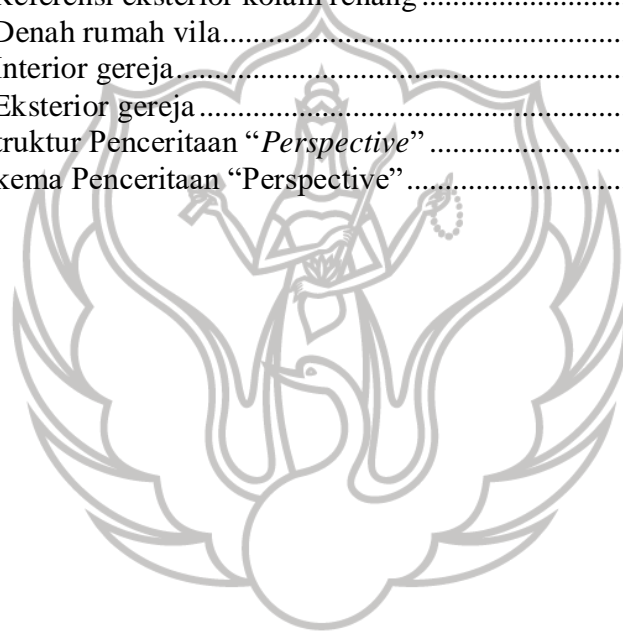 Referensi eksterior kolam renang.......................................
Denah rumah vila................................................................
Interior gereja......................................................................
Eksterior gereja...................................................................
truktur Penceritaan “Perspective”.....................................
kema Penceritaan “Perspective”........................................